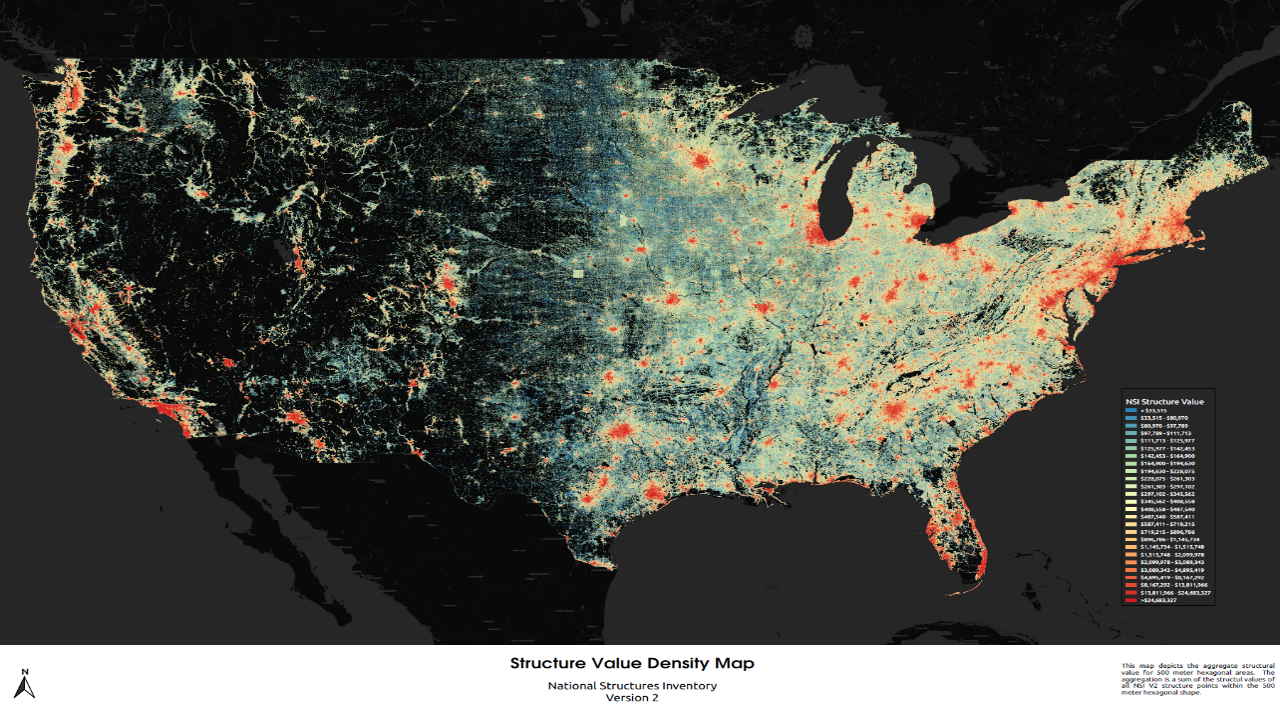 NSI Structure Value
< $33,515
$33,515 - $80,970
$80,970 - $97,789
$97,789 - $111,713
$111,713 - $125,977
$125,977 - $142,453
$142,453 - $164,900
$164,900 - $194,630
$194,630 - $228,075
$228,075 - $261,303
$261,303 - $297,102
$297,102 - $345,562
$345,562 - $408,558
$408,558 - $487,540
$487,540 - $587,411
$587,411 - $719,215
$719,215 - $896,786
$896,786 - $1,145,734
$1,145,734 - $1,515,748
$1,515,748 - $2,099,978
$2,099,978 - $3,089,343
$3,089,343 - $4,895,419
$4,895,419 - $8,167,292
$8,167,292 - $13,811,966
$13,811,966 - $24,683,327
>$24,683,327
N
Structure Value Density Map
National Structures Inventory
Version 2
This map depicts the aggregate structural
value for 500 meter hexagonal areas. The
aggregation is a sum of the structul values of
all NSI V2 structure points within the 500
meter hexagonal shape.